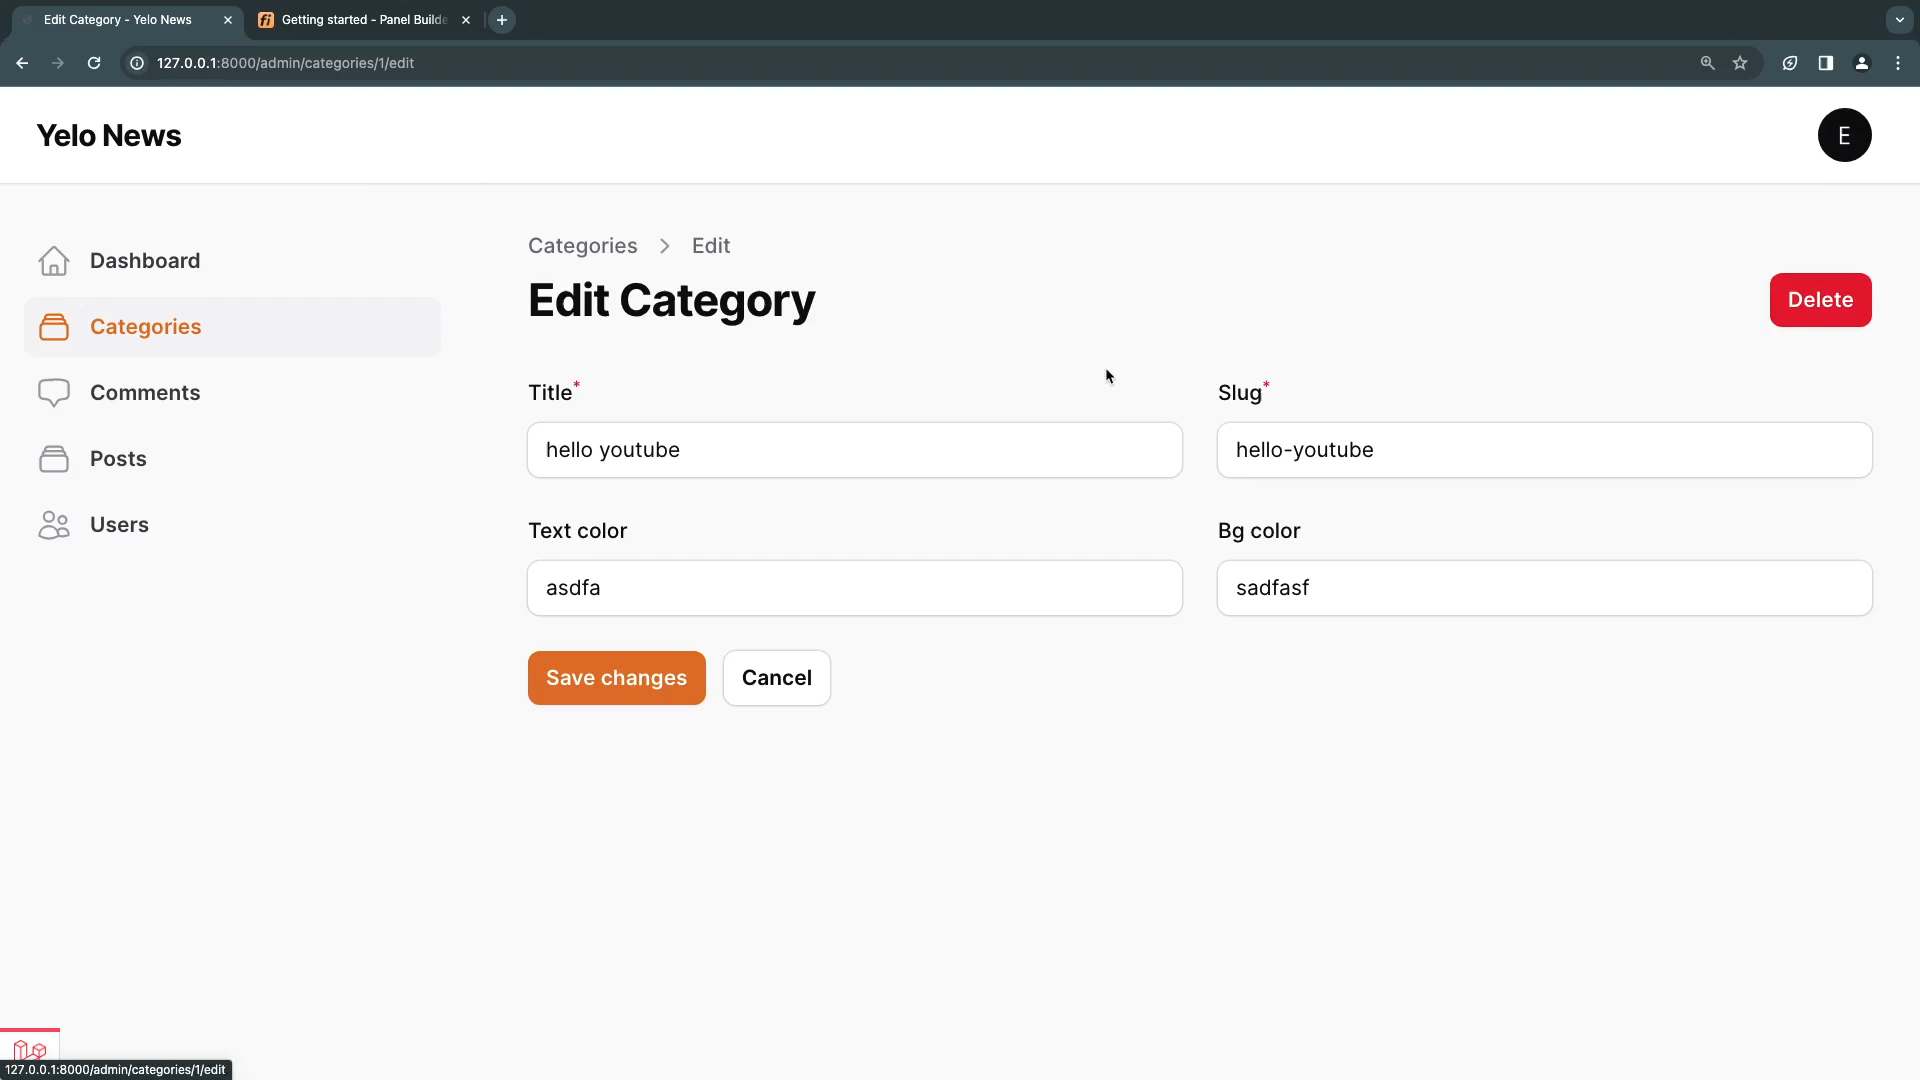 Edit Category - Yelo News
Getting started - Panel Builde
127.0.0.1:8000/admin/categories/1/edit
Yelo News
E
Dashboard
Categories
Comments
Posts
Users
Categories > Edit
Edit Category
Delete
Title*
Slug*
hello youtube
hello-youtube
Text color
Bg color
asdfa
sadfasf
Save changes
Cancel
127.0.0.1:8000/admin/categories/1/edit